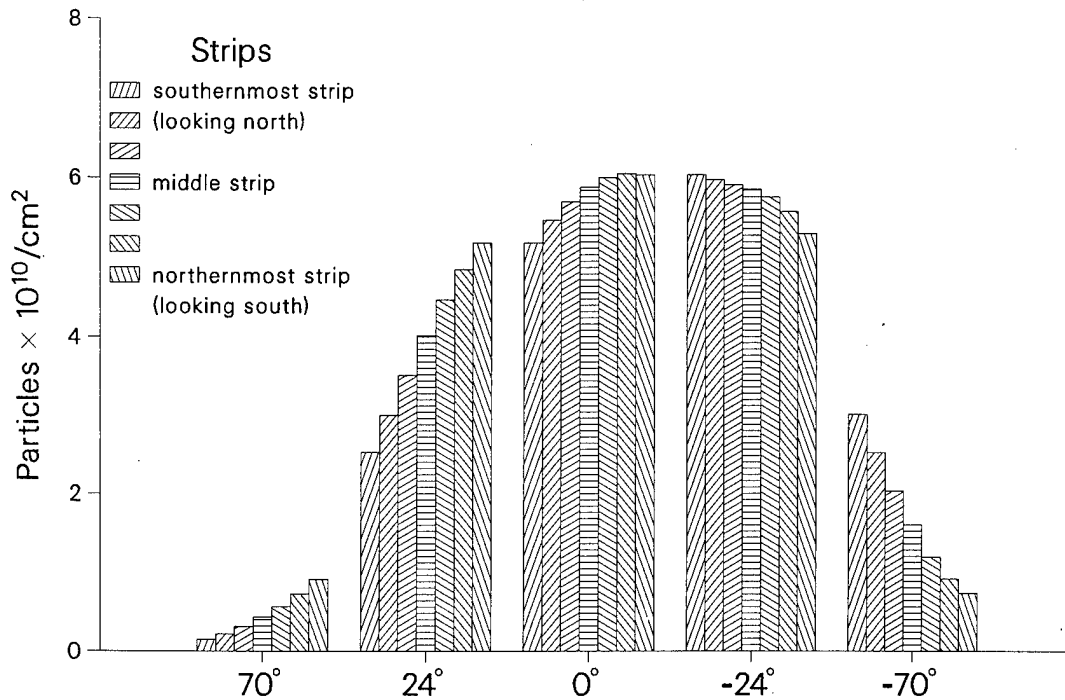 Strips
southernmost strip
(looking north)
middle strip
northernmost strip
(looking south)
Particles × 10¹⁰/cm²
8
6
4
2
0
70° 24° 0° -24° -70°